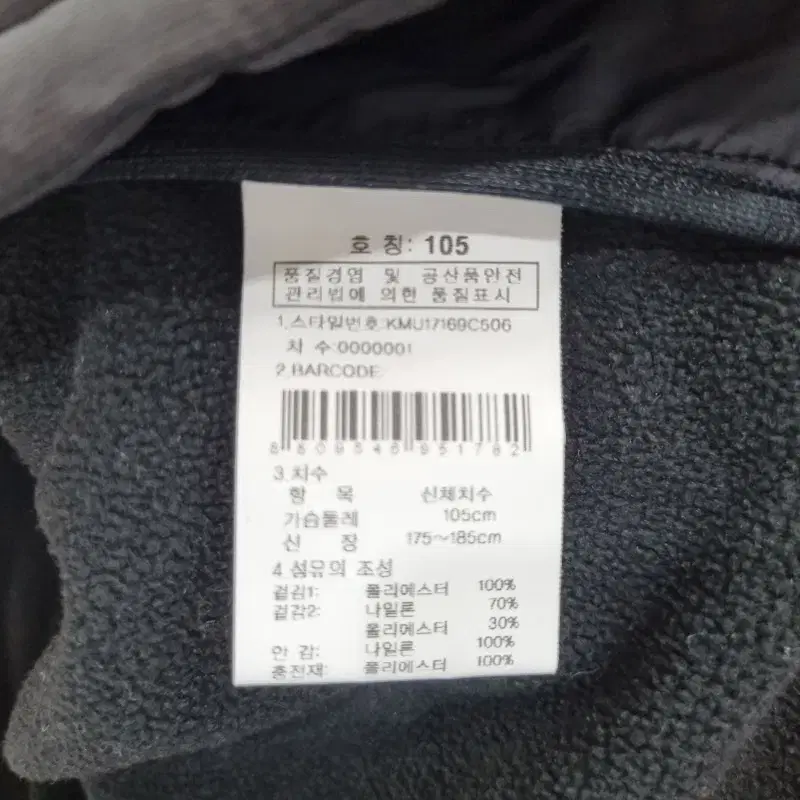 호 칭: 105
품질경영 및 공산품안전
관리법에 의한 품질표시
1.스타일번호:KMU17169C506
차 수:0000001
2.BARCODE:
8809546951782
3.치수
항 목 신체치수
가슴둘레 105cm
신 장 175~185cm
4.섬유의 조성
겉감1: 폴리에스터 100%
겉감2: 나일론 70%
폴리에스터 30%
안 감: 나일론 100%
충전재: 폴리에스터 100%